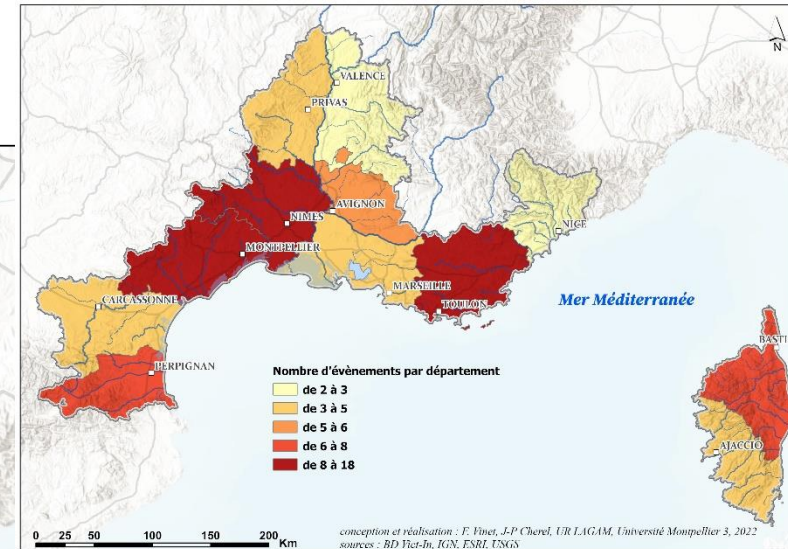 N
VALENCE
PRIVAS
AVIGNON
NIMES
NICE
MONTPELLIER
MARSEILLE
TOULON
CARCASSONNE
Mer Méditerranée
PERPIGNAN
BASTI
AJACCIO
Nombre d'évènements par département
de 2 à 3
de 3 à 5
de 5 à 6
de 6 à 8
de 8 à 18
0 25 50 100 150 200 Km
conception et réalisation : F. Vinet, J-P Cherel, UR LAGAM, Université Montpellier 3, 2022
sources : BD Vict-In, IGN, ESRI, USGS